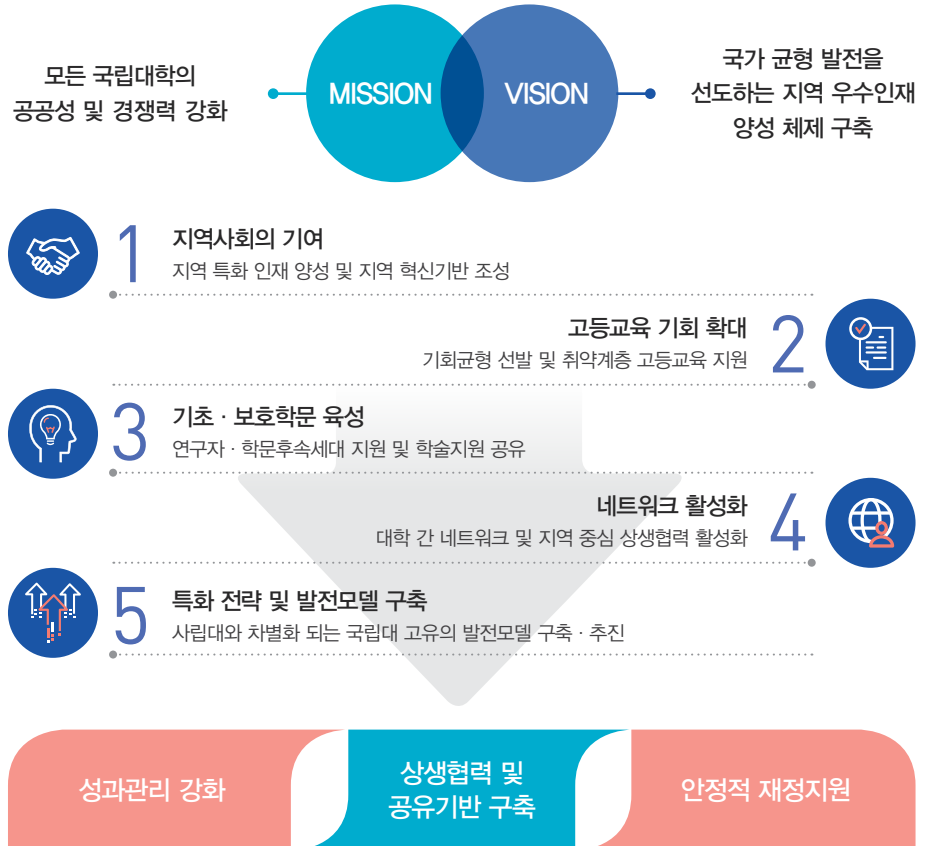 모든 국립대학의
공공성 및 경쟁력 강화
MISSION
VISION
국가 균형 발전을
선도하는 지역 우수인재
양성 체제 구축
1
지역사회의 기여
지역 특화 인재 양성 및 지역 혁신기반 조성
고등교육 기회 확대
기회균형 선발 및 취약계층 고등교육 지원
2
3
기초 · 보호학문 육성
연구자 · 학문후속세대 지원 및 학술지원 공유
네트워크 활성화
대학 간 네트워크 및 지역 중심 상생협력 활성화
4
5
특화 전략 및 발전모델 구축
사립대와 차별화 되는 국립대 고유의 발전모델 구축 · 추진
성과관리 강화
상생협력 및
공유기반 구축
안정적 재정지원